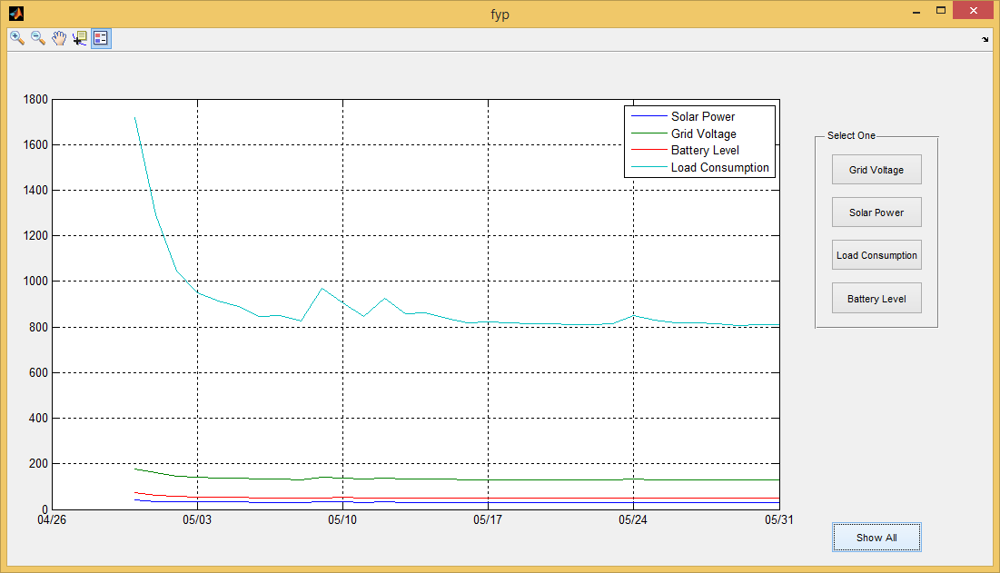 fyp
1800
1600
1400
1200
1000
800
600
400
200
0
04/26 05/03 05/10 05/17 05/24 05/31
Solar Power
Grid Voltage
Battery Level
Load Consumption
Select One
Grid Voltage
Solar Power
Load Consumption
Battery Level
Show All